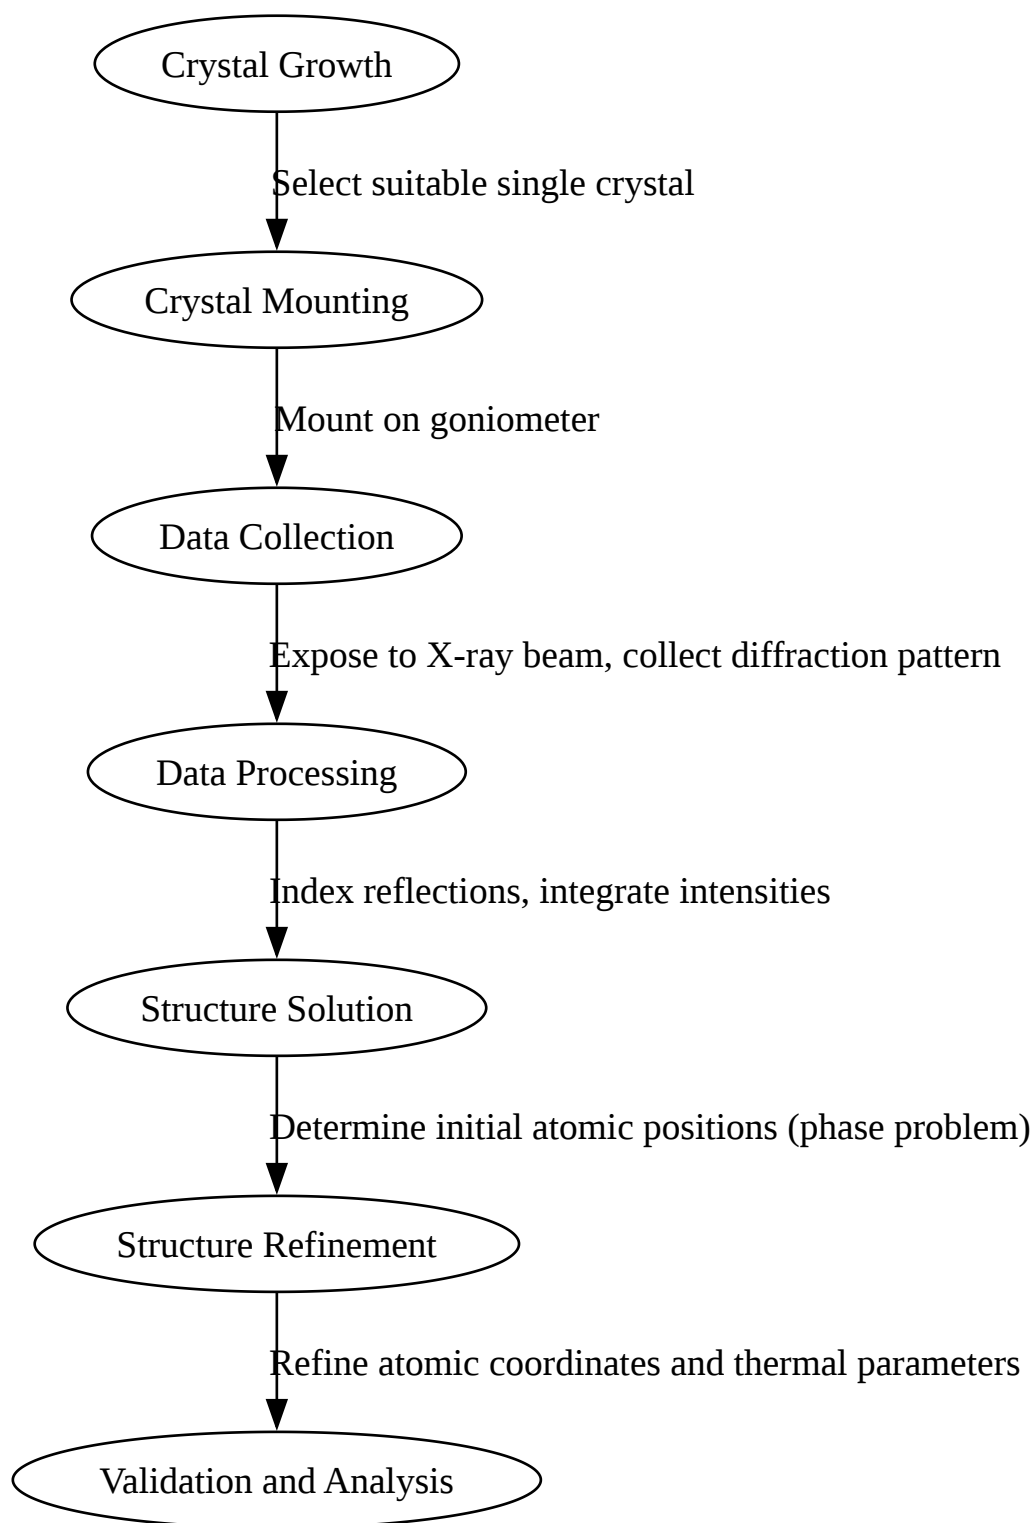 Crystal Growth
Select suitable single crystal
Crystal Mounting
Mount on goniometer
Data Collection
Expose to X-ray beam, collect diffraction pattern
Data Processing
Index reflections, integrate intensities
Structure Solution
Determine initial atomic positions (phase problem)
Structure Refinement
Refine atomic coordinates and thermal parameters
Validation and Analysis